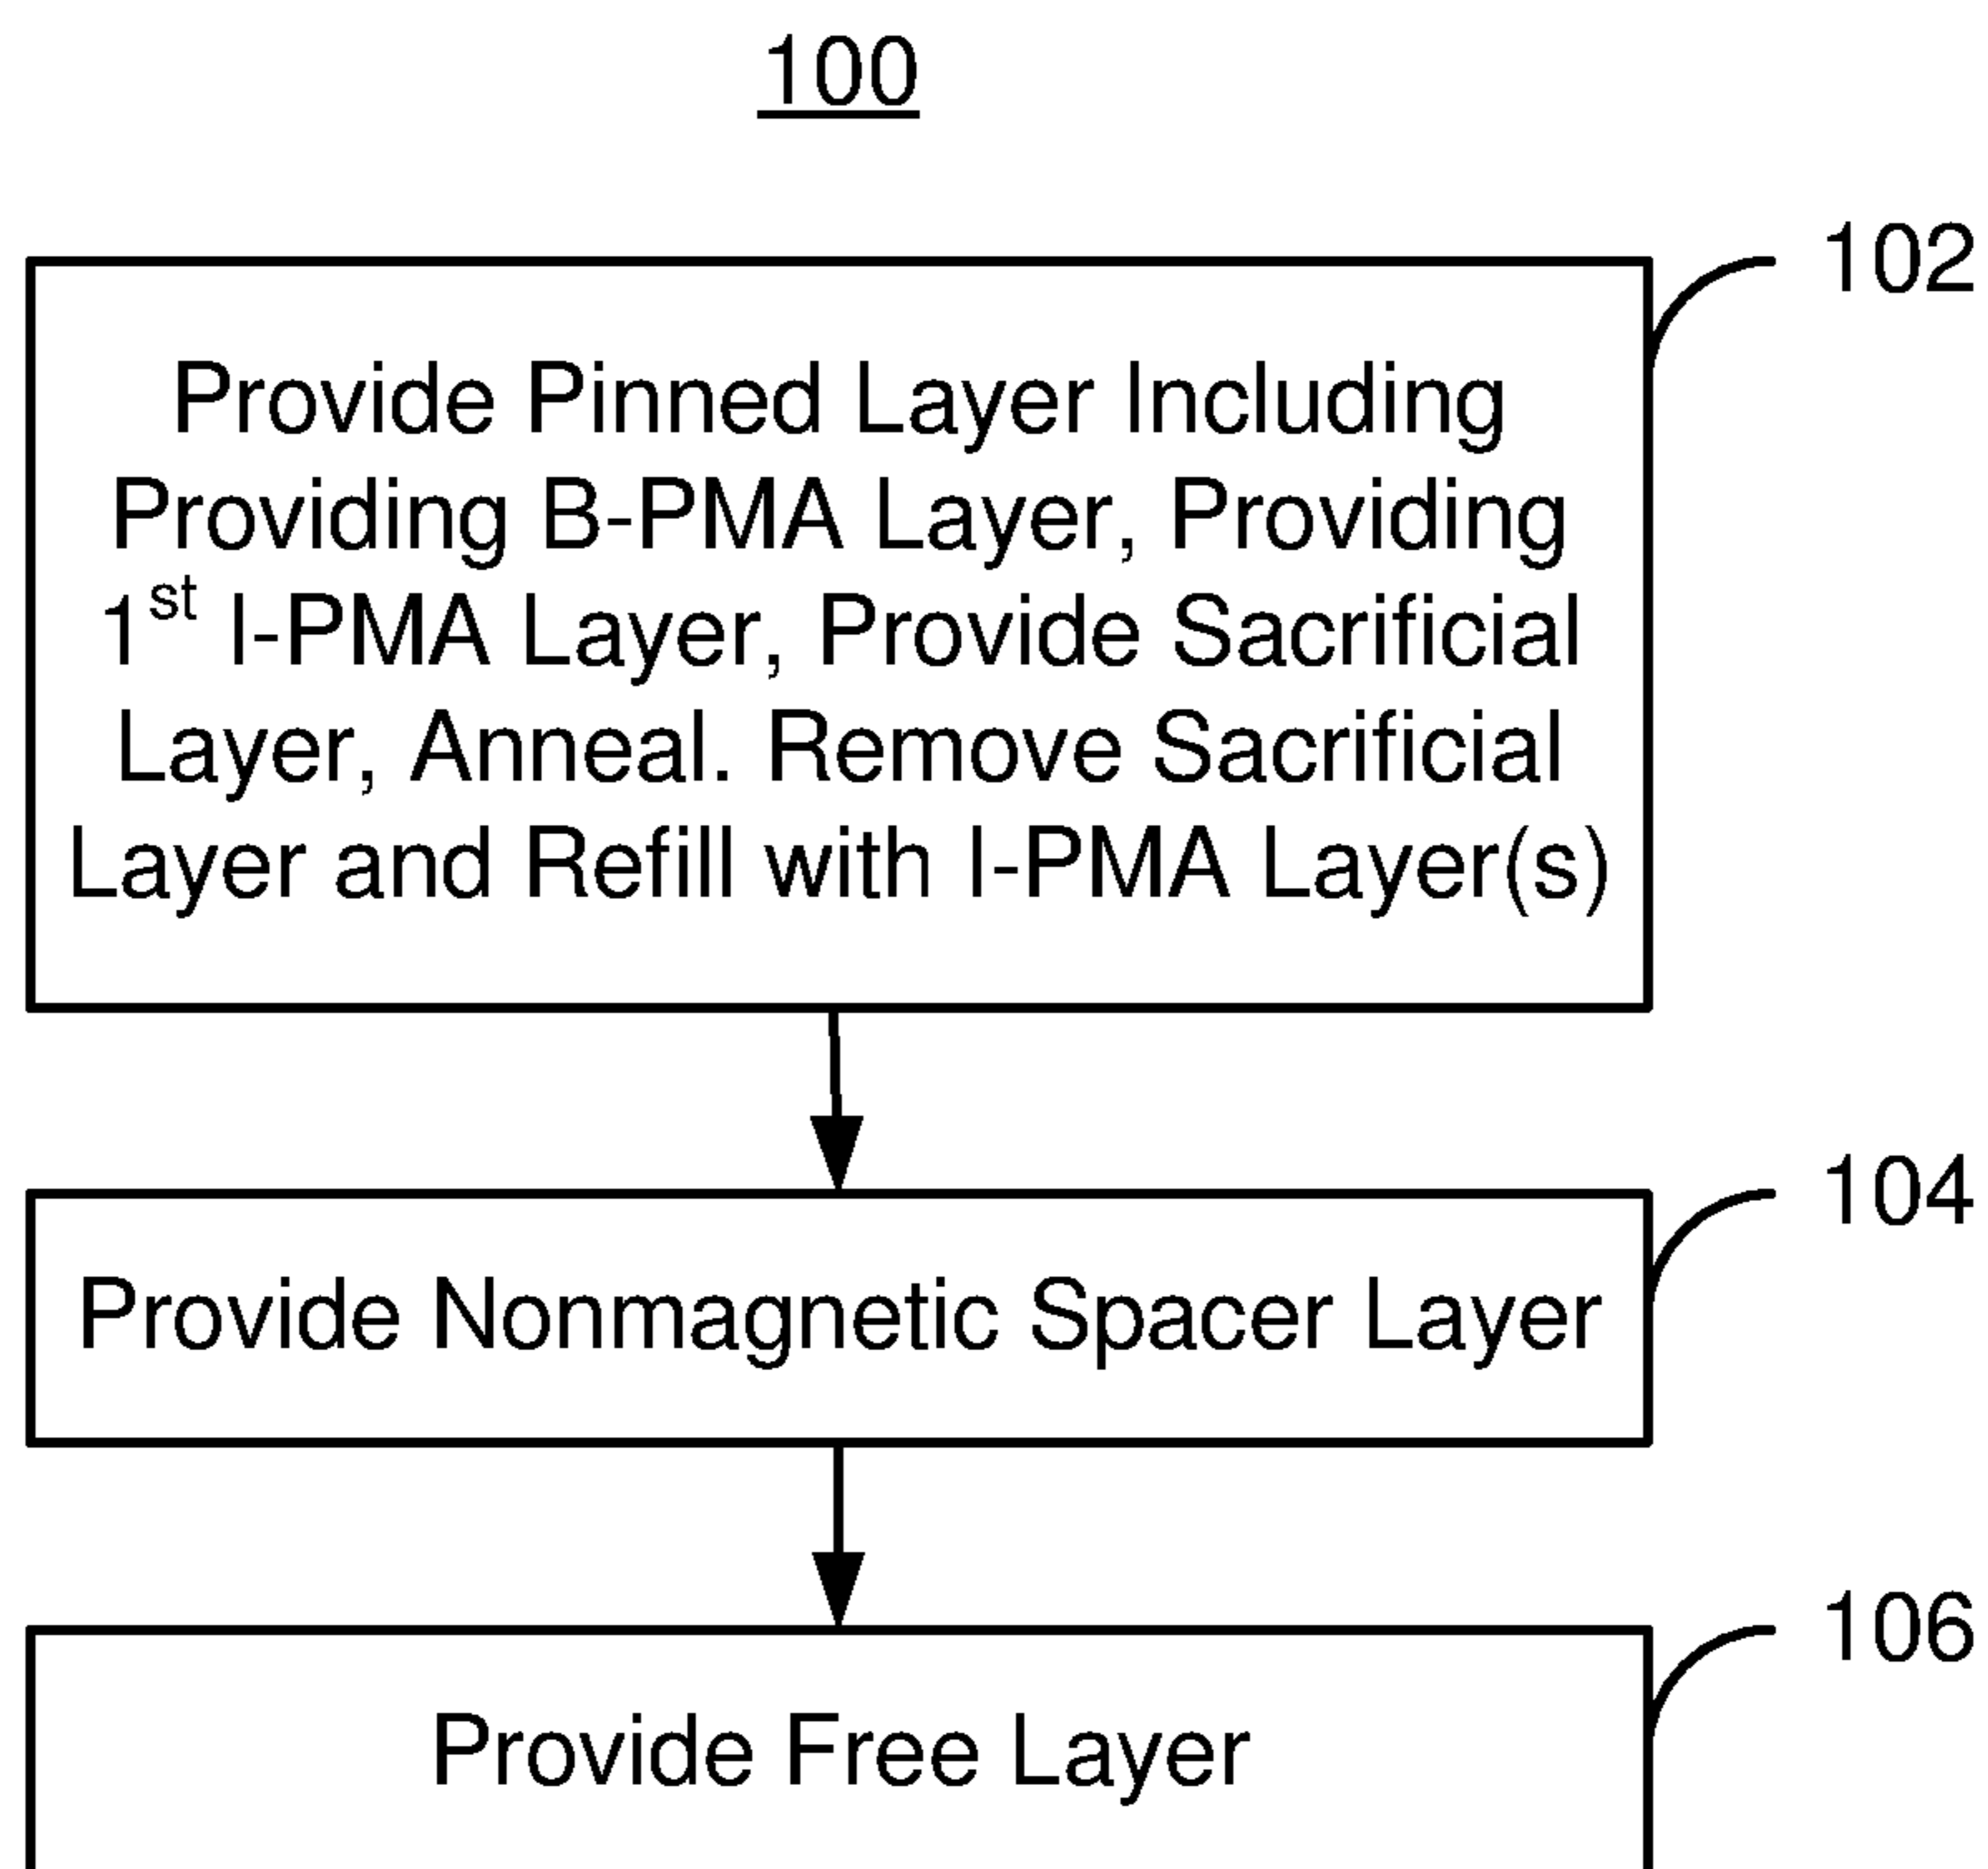 100
102
Provide Pinned Layer Including
Providing B-PMA Layer, Providing
1st I-PMA Layer, Provide Sacrificial
Layer, Anneal. Remove Sacrificial
Layer and Refill with I-PMA Layer(s)
104
Provide Nonmagnetic Spacer Layer
106
Provide Free Layer